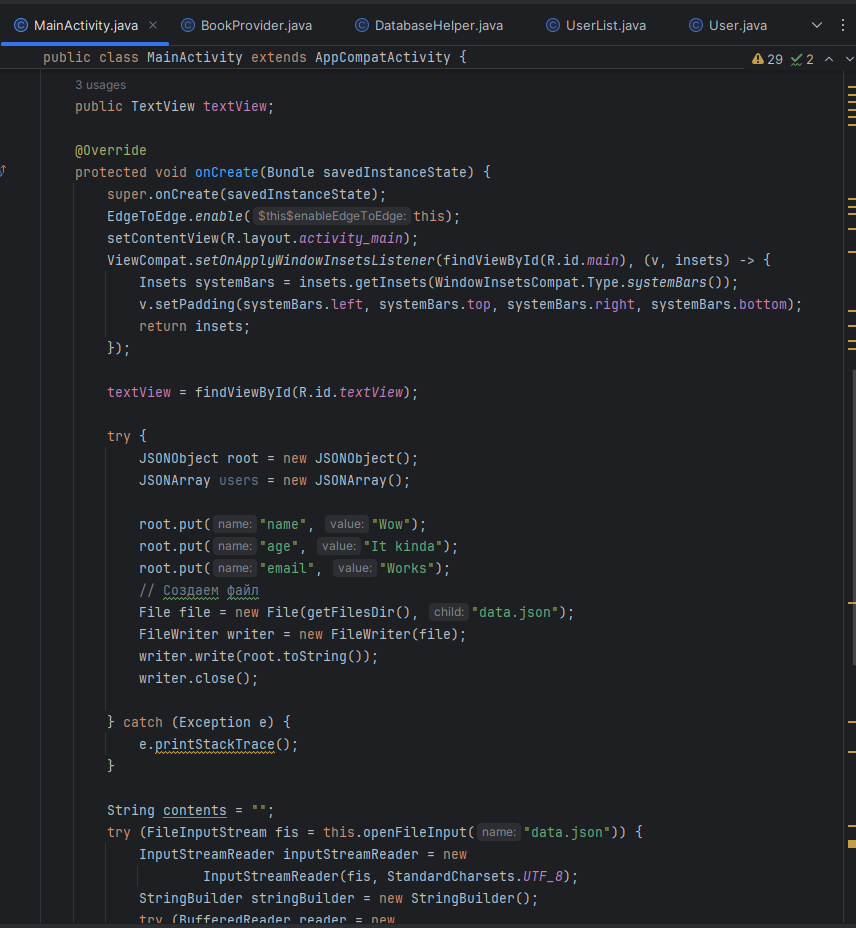 MainActivity.java BookProvider.java DatabaseHelper.java UserList.java User.java
public class MainActivity extends AppCompatActivity { 29 2
3 usages
public TextView textView;
@Override
protected void onCreate(Bundle savedInstanceState) {
super.onCreate(savedInstanceState);
EdgeToEdge.enable( $this$enableEdgeToEdge: this);
setContentView(R.layout.activity_main);
ViewCompat.setOnApplyWindowInsetsListener(findViewById(R.id.main), (v, insets) -> {
Insets systemBars = insets.getInsets(WindowInsetsCompat.Type.systemBars());
v.setPadding(systemBars.left, systemBars.top, systemBars.right, systemBars.bottom);
return insets;
});
textView = findViewById(R.id.textView);
try {
JSONObject root = new JSONObject();
JSONArray users = new JSONArray();
root.put( name: "name", value: "Wow");
root.put( name: "age", value: "It kinda");
root.put( name: "email", value: "Works");
// Создаем файл
File file = new File(getFilesDir(), child: "data.json");
FileWriter writer = new FileWriter(file);
writer.write(root.toString());
writer.close();
} catch (Exception e) {
e.printStackTrace();
}
String contents = "";
try (FileInputStream fis = this.openFileInput( name: "data.json")) {
InputStreamReader inputStreamReader = new
InputStreamReader(fis, StandardCharsets.UTF_8);
StringBuilder stringBuilder = new StringBuilder();
try (BufferedReader reader = new